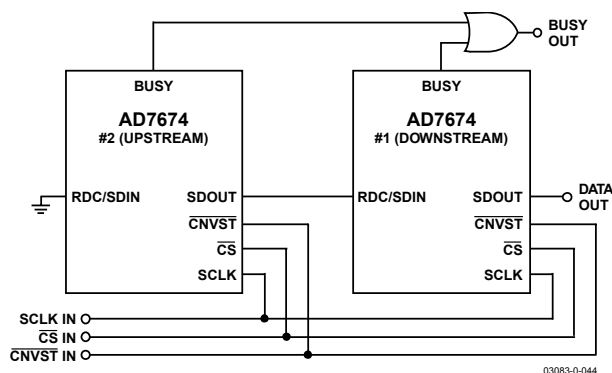 BUSY
OUT
BUSY
AD7674
#2 (UPSTREAM)
RDC/SDIN
SDOUT
CNVST
CS
SCLK
BUSY
AD7674
#1 (DOWNSTREAM)
RDC/SDIN
SDOUT
CNVST
CS
SCLK
DATA
OUT
SCLK IN
CS IN
CNVST IN
03083-0-044